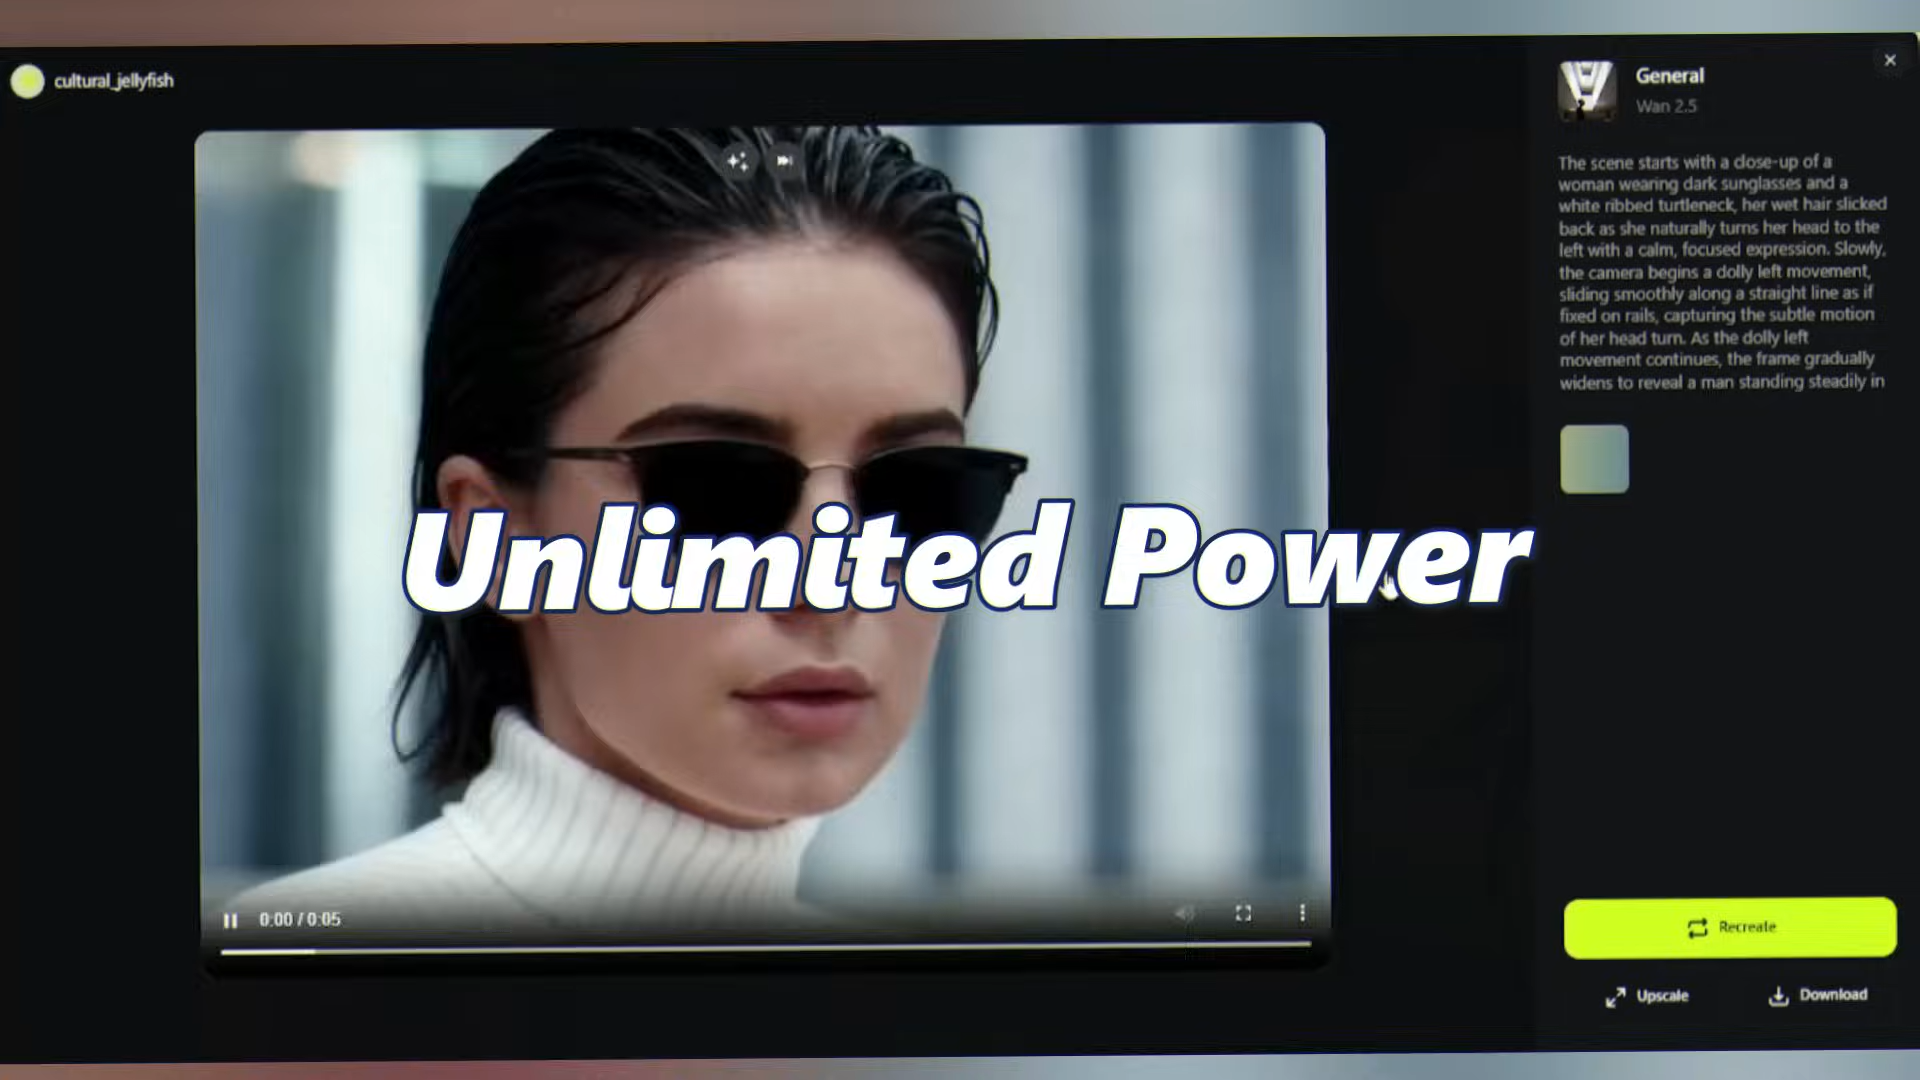 cultural_jellyfish
General
Wan 2.5
The scene starts with a close-up of a
woman wearing dark sunglasses and a
white ribbed turtleneck, her wet hair slicked
back as she naturally turns her head to the
left with a calm, focused expression. Slowly,
the camera begins a dolly left movement,
sliding smoothly along a straight line as if
fixed on rails, capturing the subtle motion
of her head turn. As the dolly left
movement continues, the frame gradually
widens to reveal a man standing steadily in
Unlimited Power
0:00 / 0:05
Recreate
Upscale
Download